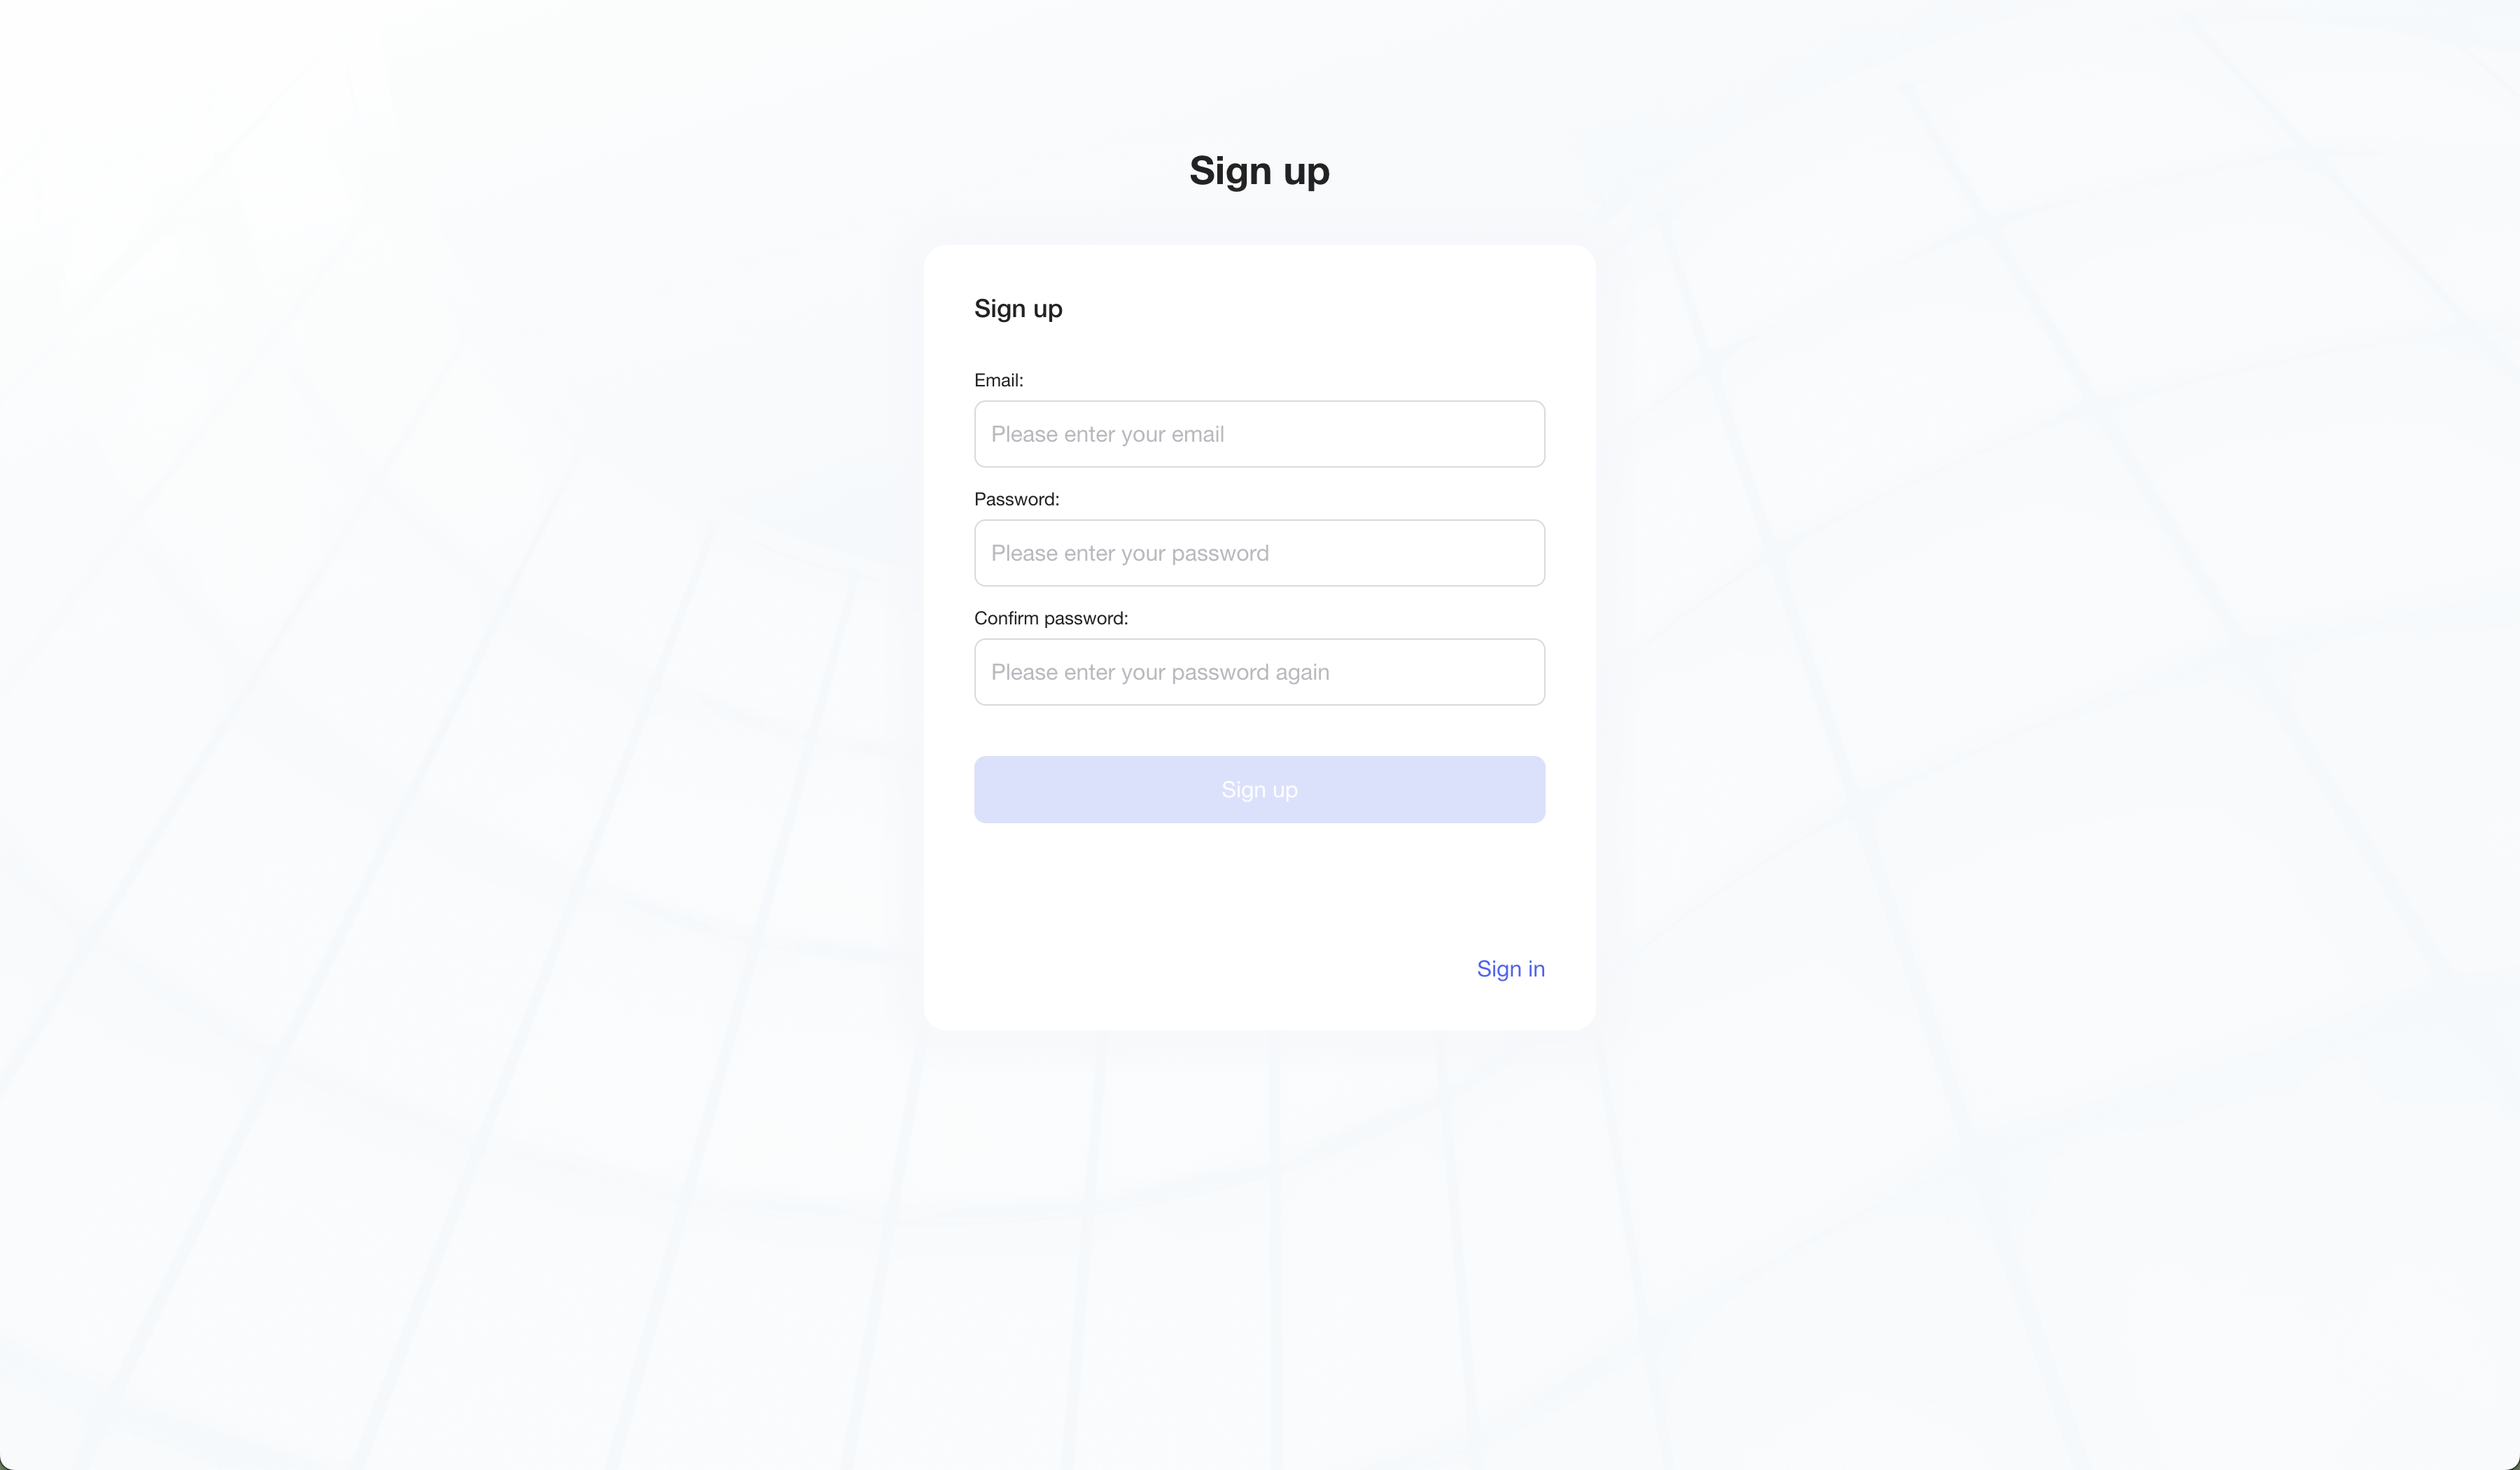 Sign up
Sign up
Email:
Please enter your email
Password:
Please enter your password
Confirm password:
Please enter your password again
Sign up
Sign in